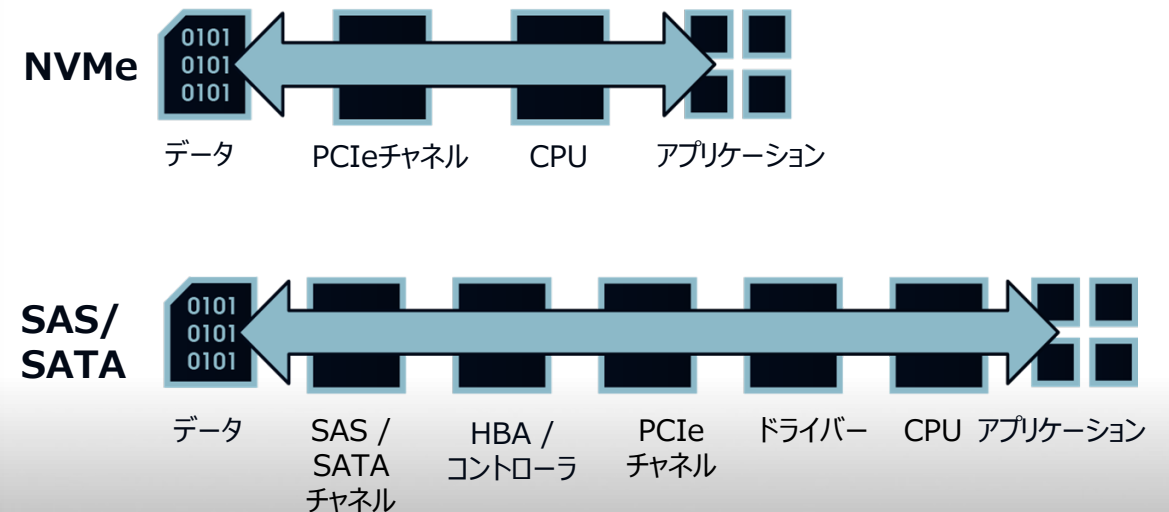 NVMe
0101
0101
0101
データ
PCIeチャネル
CPU
アプリケーション
SAS/
SATA
0101
0101
0101
データ
SAS /
SATA
チャネル
HBA /
コントローラ
PCIe
チャネル
ドライバー
CPU
アプリケーション